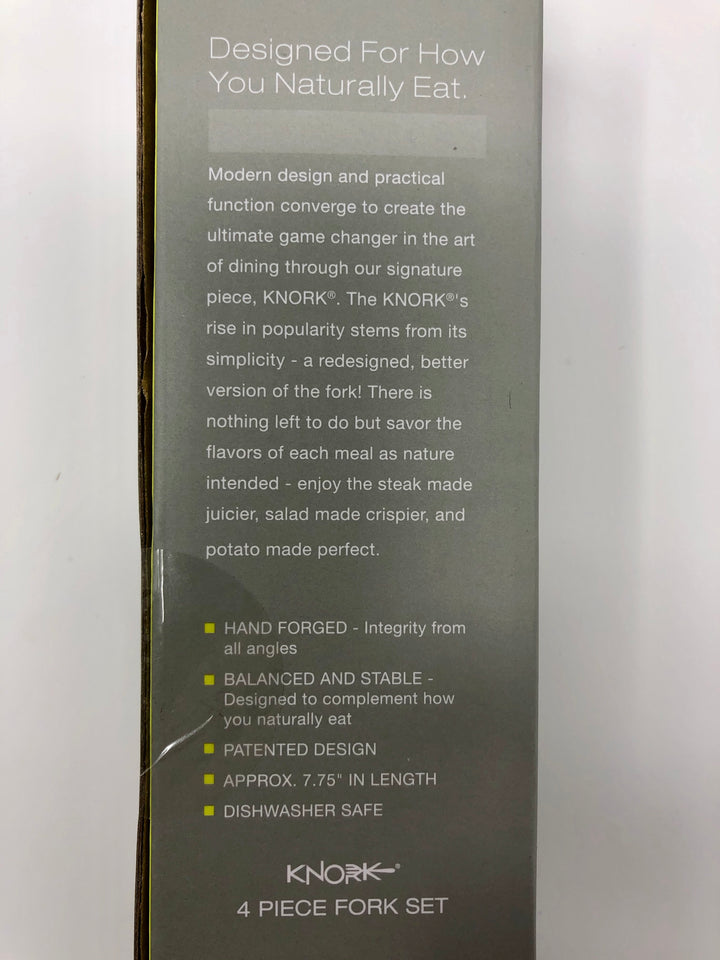 Designed For How
You Naturally Eat.
Modern design and practical
function converge to create the
ultimate game changer in the art
of dining through our signature
piece, KNORK®. The KNORK®'s
rise in popularity stems from its
simplicity - a redesigned, better
version of the fork! There is
nothing left to do but savor the
flavors of each meal as nature
intended - enjoy the steak made
juicier, salad made crispier, and
potato made perfect.
HAND FORGED - Integrity from
all angles
BALANCED AND STABLE -
Designed to complement how
you naturally eat
PATENTED DESIGN
APPROX. 7.75" IN LENGTH
DISHWASHER SAFE
KNORK®
4 PIECE FORK SET